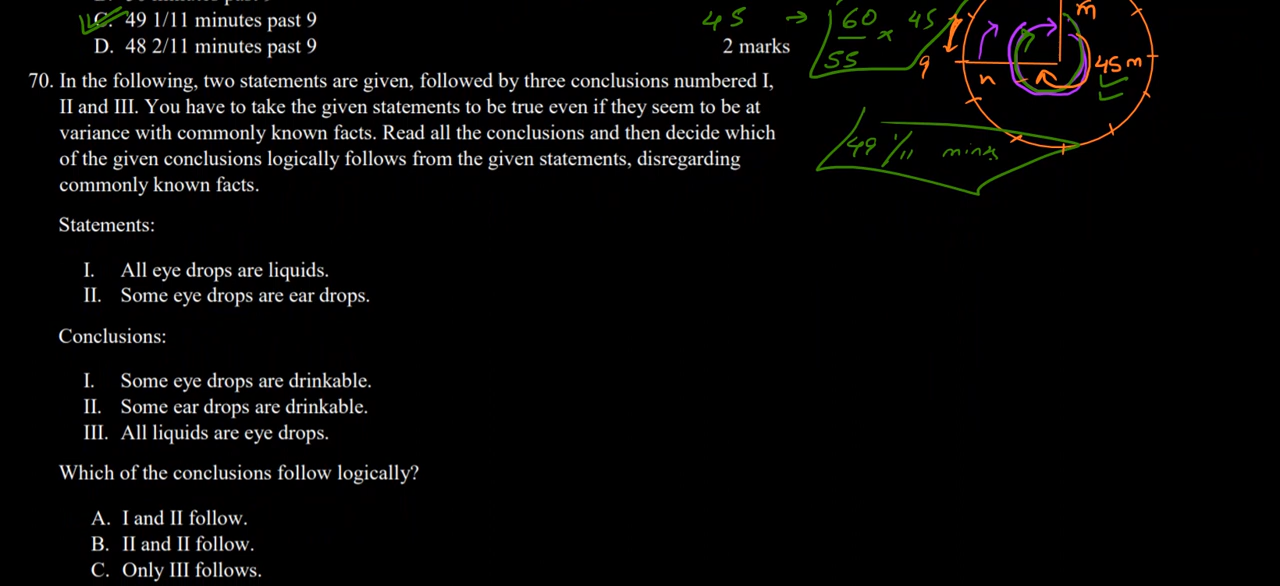 C. 49 1/11 minutes past 9
D. 48 2/11 minutes past 9
2 marks
45 → 60/55 × 45
m
9
n
45 m
49 1/11 mins
70. In the following, two statements are given, followed by three conclusions numbered I,
II and III. You have to take the given statements to be true even if they seem to be at
variance with commonly known facts. Read all the conclusions and then decide which
of the given conclusions logically follows from the given statements, disregarding
commonly known facts.
Statements:
I. All eye drops are liquids.
II. Some eye drops are ear drops.
Conclusions:
I. Some eye drops are drinkable.
II. Some ear drops are drinkable.
III. All liquids are eye drops.
Which of the conclusions follow logically?
A. I and II follow.
B. II and II follow.
C. Only III follows.